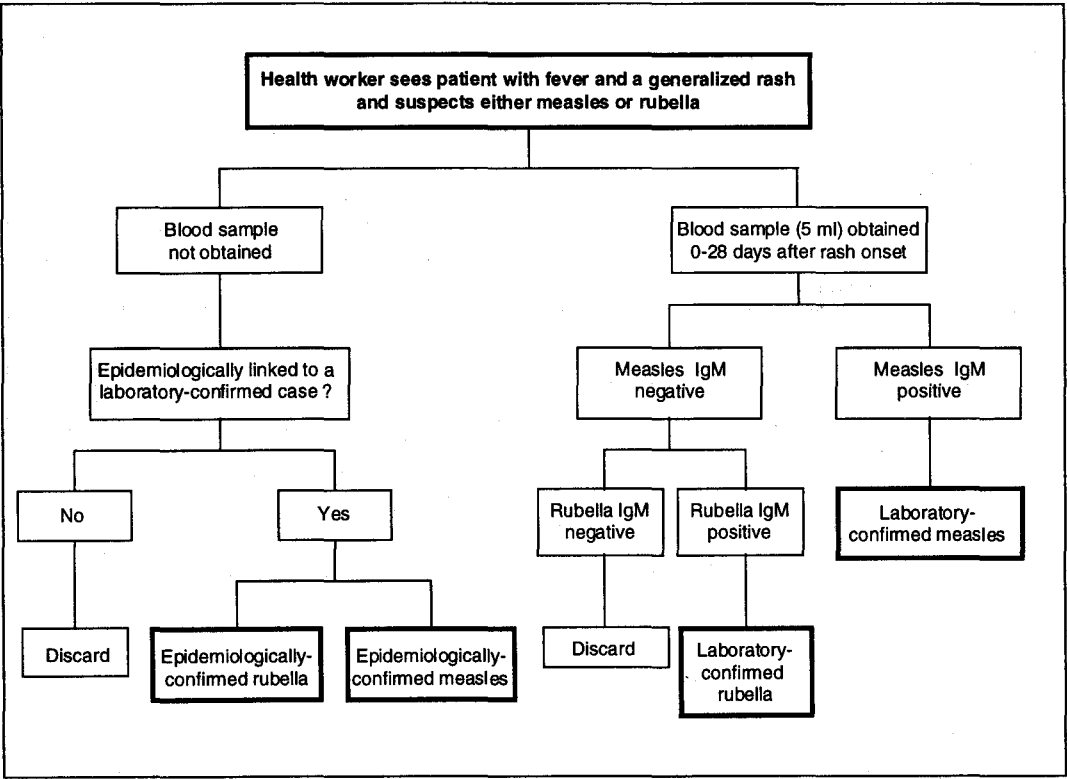 Health worker sees patient with fever and a generalized rash
and suspects either measles or rubella
Blood sample
not obtained
Blood sample (5 ml) obtained
0-28 days after rash onset
Epidemiologically linked to a
laboratory-confirmed case ?
Measles IgM
negative
Measles IgM
positive
No
Yes
Rubella IgM
negative
Rubella IgM
positive
Laboratory-
confirmed measles
Discard
Epidemiologically-
confirmed rubella
Epidemiologically-
confirmed measles
Discard
Laboratory-
confirmed
rubella